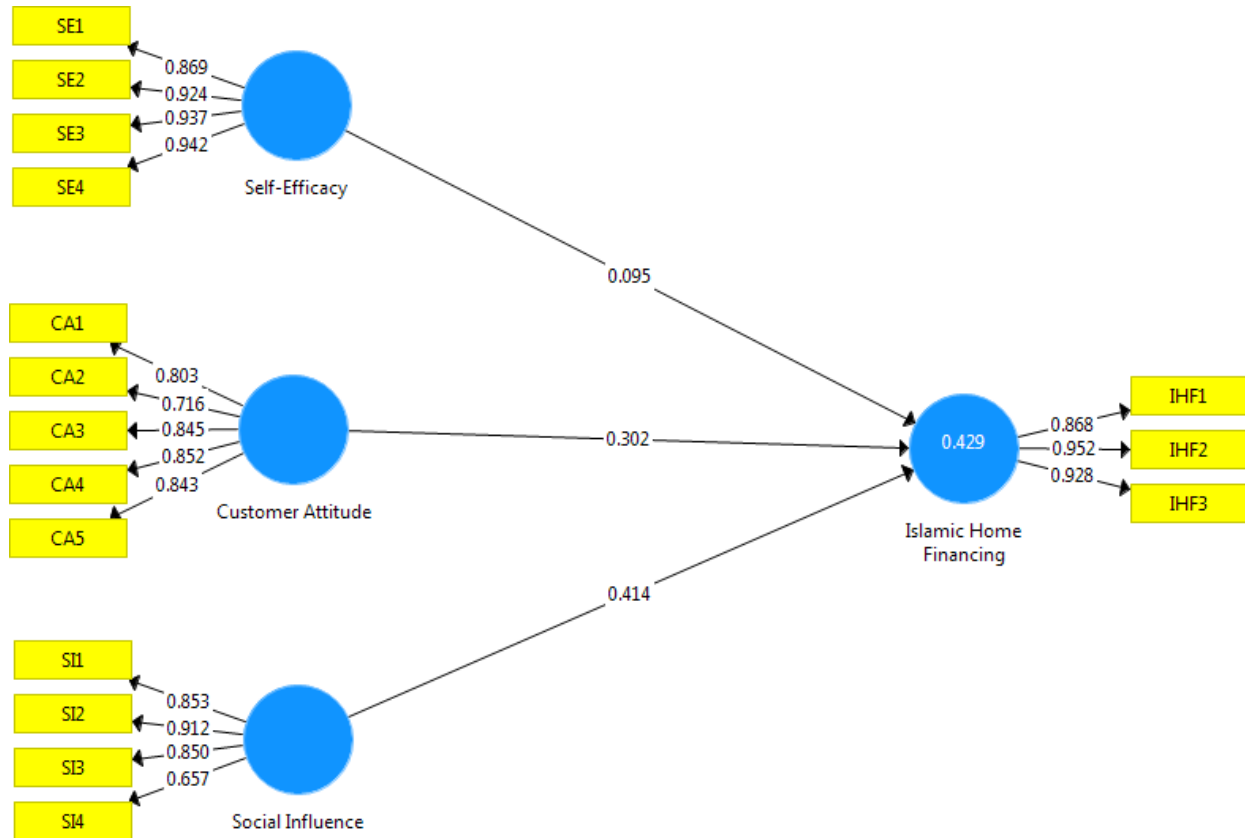 SE1
0.869
SE2
0.924
SE3
0.937
0.942
SE4
Self-Efficacy
0.095
CA1
0.803
CA2
0.716
CA3
0.845
0.852
CA4
0.843
CA5
Customer Attitude
0.302
0.429
IHF1
0.868
IHF2
0.952
0.928
IHF3
Islamic Home
Financing
0.414
SI1
0.853
SI2
0.912
0.850
SI3
0.657
SI4
Social Influence